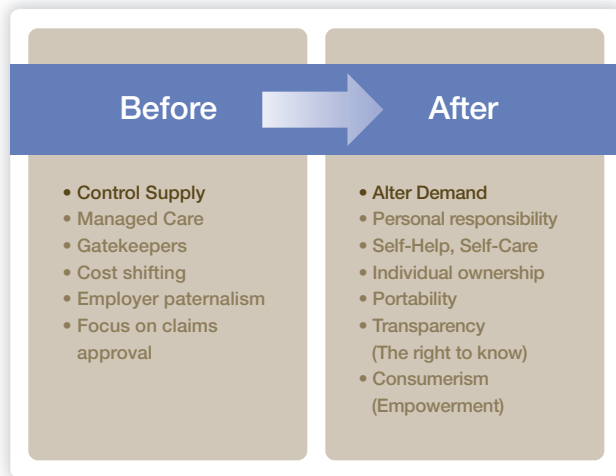 Before
After
• Control Supply
• Managed Care
• Gatekeepers
• Cost shifting
• Employer paternalism
• Focus on claims
approval
• Alter Demand
• Personal responsibility
• Self-Help, Self-Care
• Individual ownership
• Portability
• Transparency
(The right to know)
• Consumerism
(Empowerment)